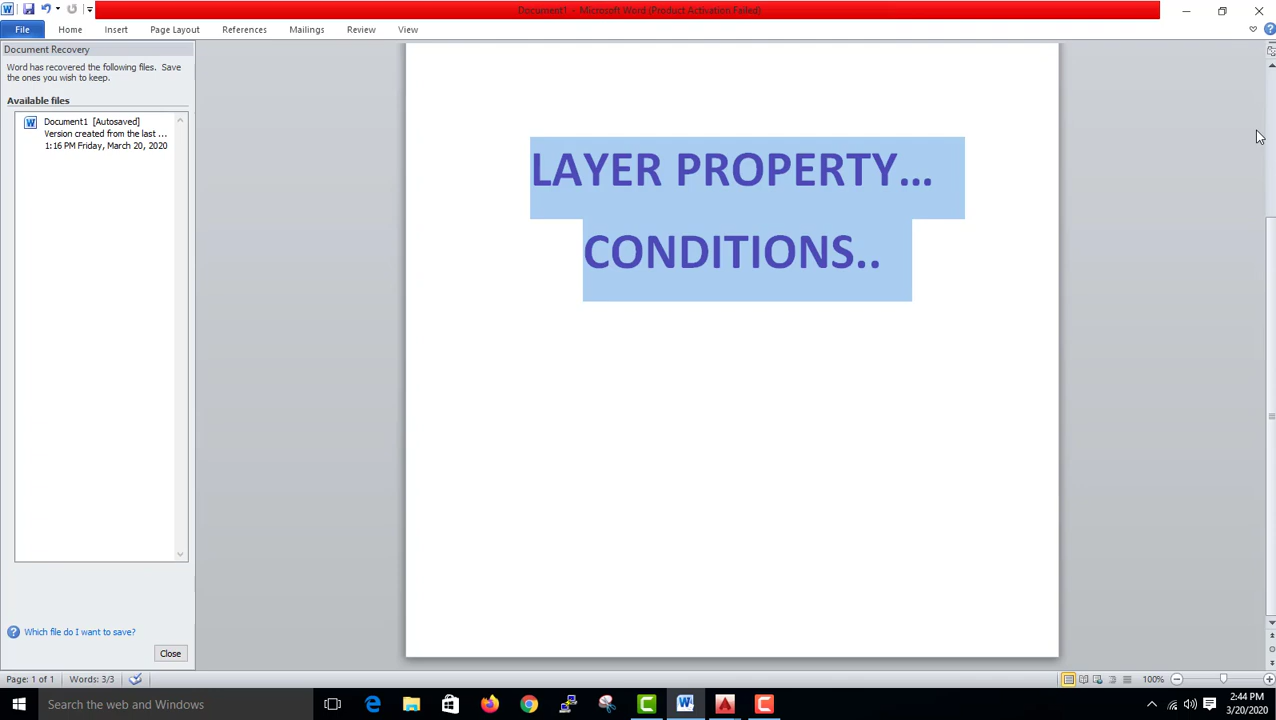 Document1 - Microsoft Word (Product Activation Failed)
File
Home
Insert
Page Layout
References
Mailings
Review
View
Document Recovery
Word has recovered the following files. Save
the ones you wish to keep.
Available files
Document1 [Autosaved]
Version created from the last ...
1:16 PM Friday, March 20, 2020
LAYER PROPERTY...
CONDITIONS..
Which file do I want to save?
Close
Page: 1 of 1
Words: 3/3
100%
Search the web and Windows
2:44 PM
3/20/2020